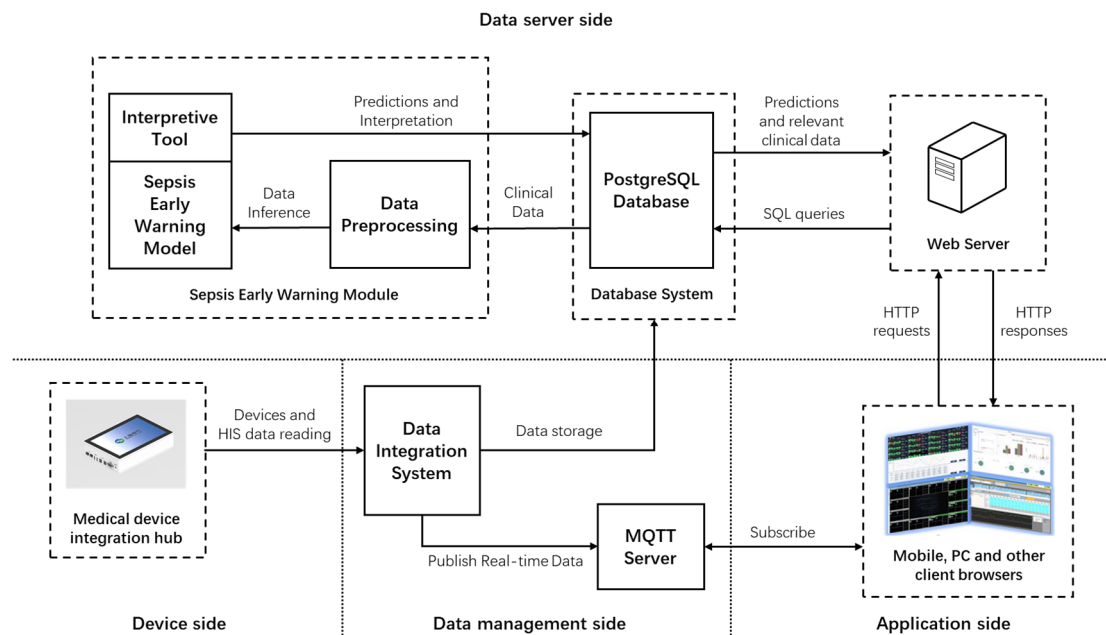 Data server side
Interpretive
Tool
Sepsis
Early
Warning
Model
Data
Inference
Data
Preprocessing
Sepsis Early Warning Module
Predictions and
Interpretation
Clinical
Data
PostgreSQL
Database
Database System
Predictions
and relevant
clinical data
SQL queries
Web Server
HTTP
requests
HTTP
responses
Medical device
integration hub
Devices and
HIS data reading
Data
Integration
System
Data storage
Publish Real-time Data
MQTT
Server
Subscribe
Mobile, PC and other
client browsers
Device side
Data management side
Application side